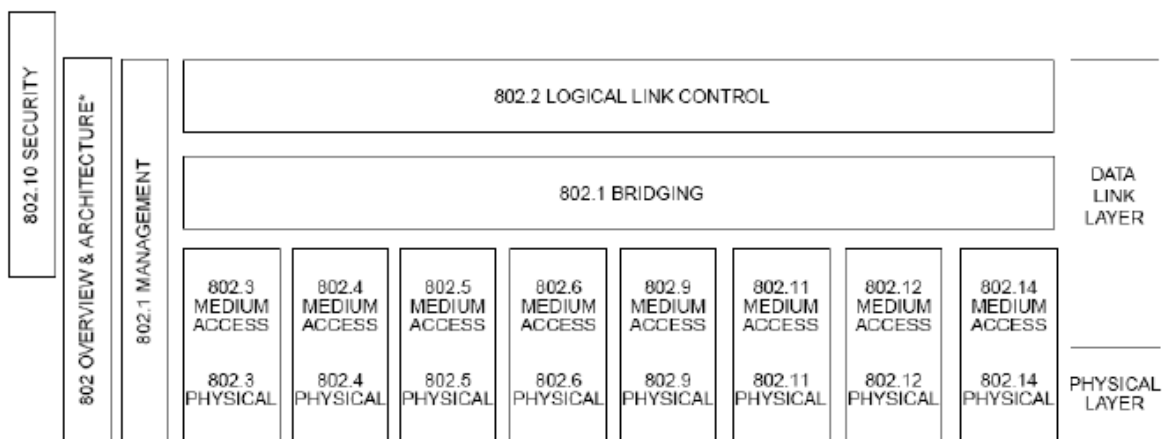 802.10 SECURITY
802 OVERVIEW & ARCHITECTURE*
802.1 MANAGEMENT
802.2 LOGICAL LINK CONTROL
802.1 BRIDGING
802.3
MEDIUM
ACCESS
802.3
PHYSICAL
802.4
MEDIUM
ACCESS
802.4
PHYSICAL
802.5
MEDIUM
ACCESS
802.5
PHYSICAL
802.6
MEDIUM
ACCESS
802.6
PHYSICAL
802.9
MEDIUM
ACCESS
802.9
PHYSICAL
802.11
MEDIUM
ACCESS
802.11
PHYSICAL
802.12
MEDIUM
ACCESS
802.12
PHYSICAL
802.14
MEDIUM
ACCESS
802.14
PHYSICAL
DATA
LINK
LAYER
PHYSICAL
LAYER